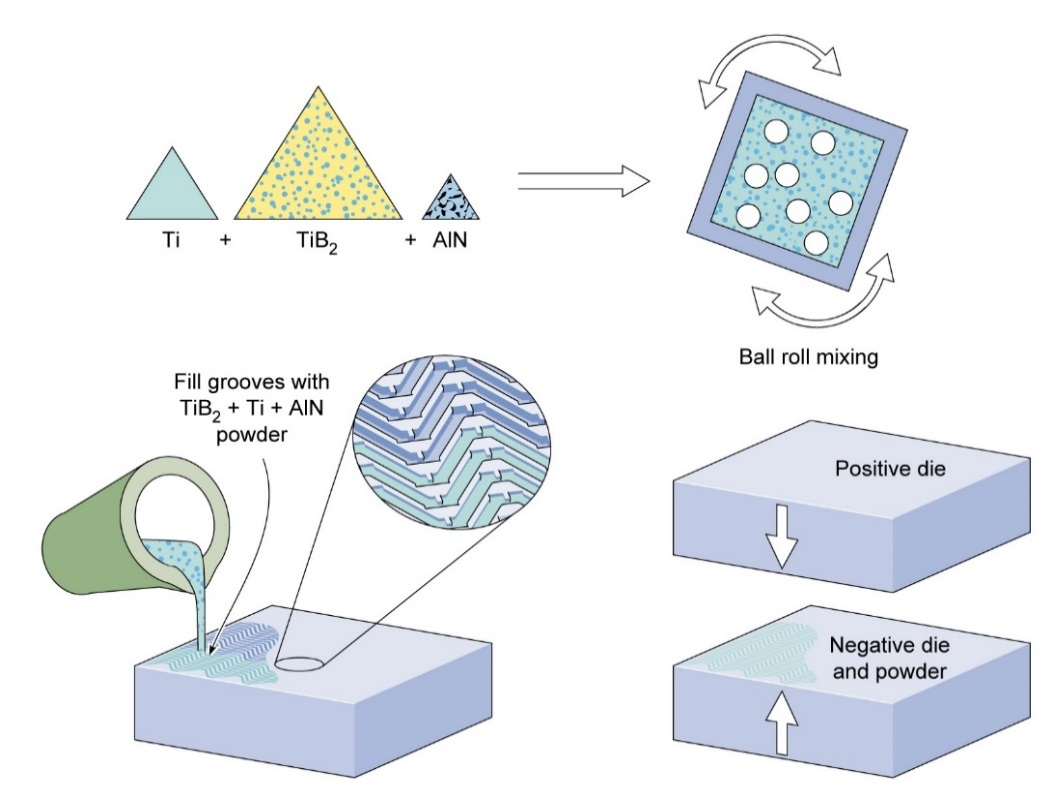 Ti + TiB₂ + AlN
Ball roll mixing
Fill grooves with
TiB₂ + Ti + AlN
powder
Positive die
Negative die
and powder